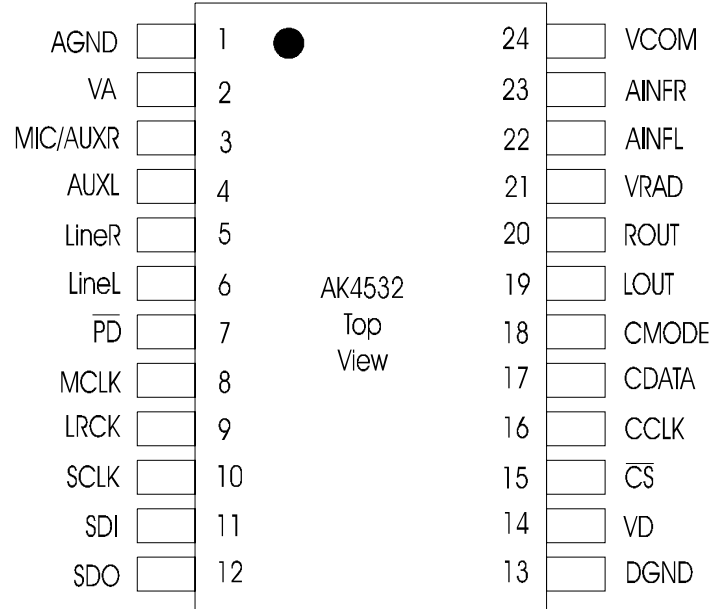 AGND 1 24 VCOM
VA 2 23 AINFR
MIC/AUXR 3 22 AINFL
AUXL 4 21 VRAD
LineR 5 20 ROUT
LineL 6 19 LOUT
AK4532
Top
View
P̅D̅ 7 18 CMODE
MCLK 8 17 CDATA
LRCK 9 16 CCLK
SCLK 10 15 C̅S̅
SDI 11 14 VD
SDO 12 13 DGND